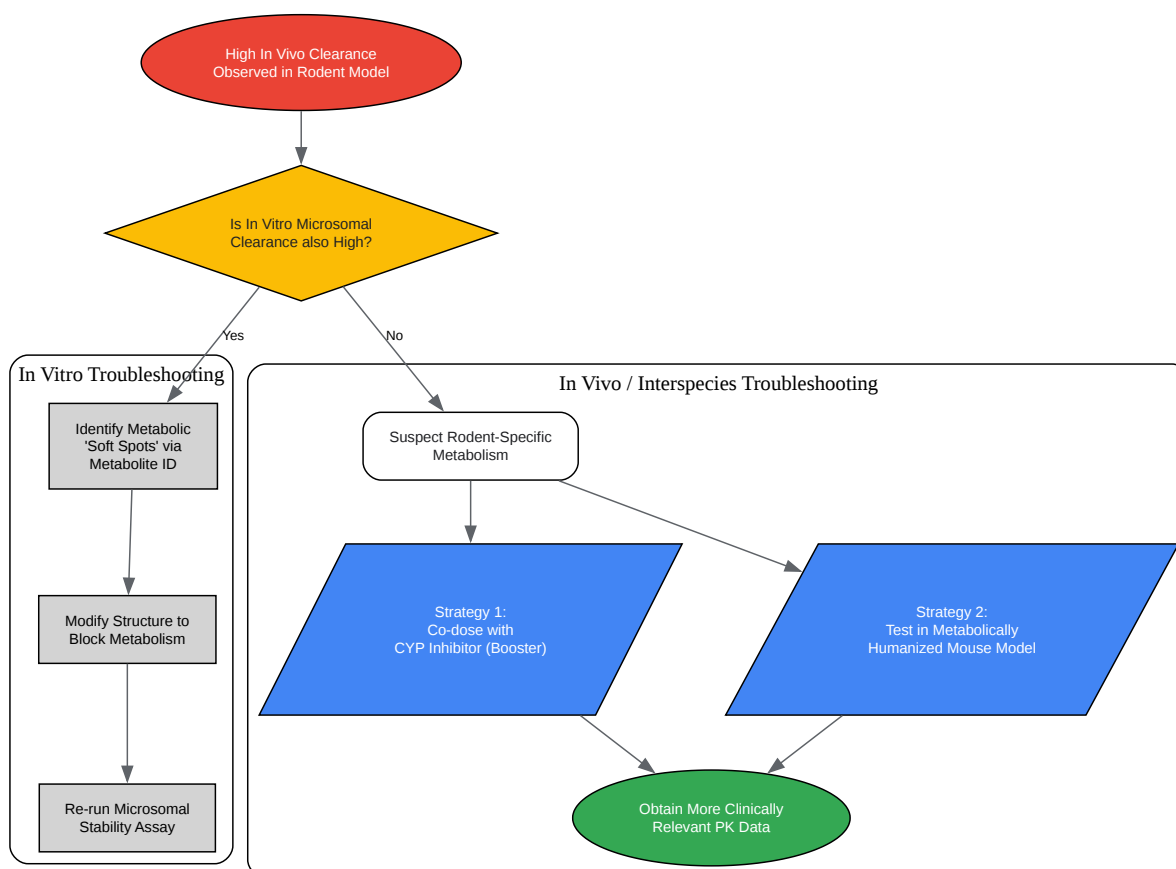 High In Vivo Clearance
Observed in Rodent Model
Is In Vitro Microsomal
Clearance also High?
Yes
No
In Vitro Troubleshooting
Identify Metabolic
'Soft Spots' via
Metabolite ID
Modify Structure to
Block Metabolism
Re-run Microsomal
Stability Assay
In Vivo / Interspecies Troubleshooting
Suspect Rodent-Specific
Metabolism
Strategy 1:
Co-dose with
CYP Inhibitor (Booster)
Strategy 2:
Test in Metabolically
Humanized Mouse Model
Obtain More Clinically
Relevant PK Data